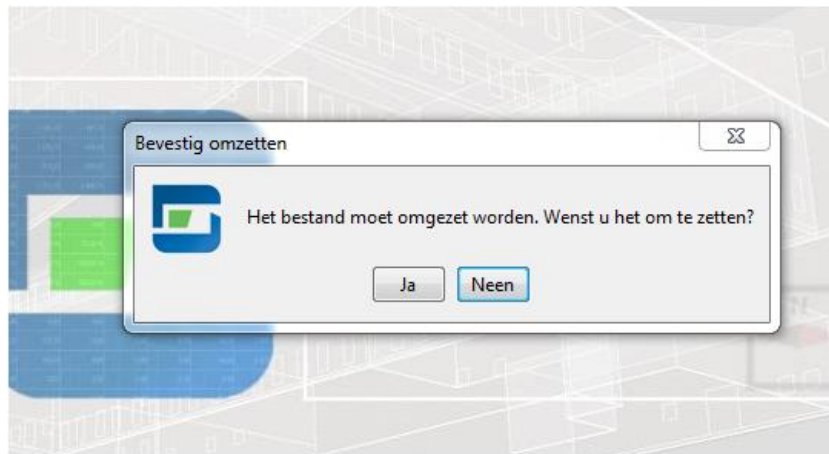 Bevestig omzetten
Het bestand moet omgezet worden. Wenst u het om te zetten?
Ja
Neen